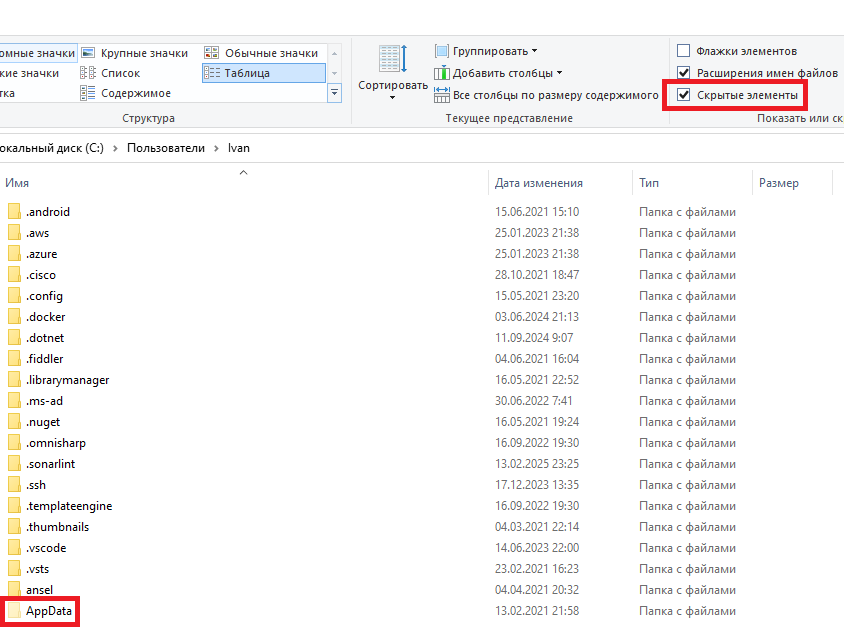 омные значки Крупные значки Обычные значки
кие значки Список Таблица
тка Содержимое
Структура
Сортировать
Группировать
Добавить столбцы
Все столбцы по размеру содержимого
Текущее представление
Флажки элементов
Расширения имен файлов
Скрытые элементы
Показать или ск
окальный диск (C:) › Пользователи › Ivan
Имя Дата изменения Тип Размер
.android 15.06.2021 15:10 Папка с файлами
.aws 25.01.2023 21:38 Папка с файлами
.azure 25.01.2023 21:38 Папка с файлами
.cisco 28.10.2021 18:47 Папка с файлами
.config 15.05.2021 23:20 Папка с файлами
.docker 03.06.2024 21:13 Папка с файлами
.dotnet 11.09.2024 9:07 Папка с файлами
.fiddler 04.06.2021 16:04 Папка с файлами
.librarymanager 16.05.2021 22:52 Папка с файлами
.ms-ad 30.06.2022 7:41 Папка с файлами
.nuget 16.05.2021 19:24 Папка с файлами
.omnisharp 16.09.2022 19:30 Папка с файлами
.sonarlint 13.02.2025 23:25 Папка с файлами
.ssh 17.12.2023 13:35 Папка с файлами
.templateengine 16.09.2022 19:30 Папка с файлами
.thumbnails 04.03.2021 22:14 Папка с файлами
.vscode 14.06.2023 22:00 Папка с файлами
.vsts 23.02.2021 16:23 Папка с файлами
ansel 04.04.2021 20:32 Папка с файлами
AppData 13.02.2021 21:58 Папка с файлами